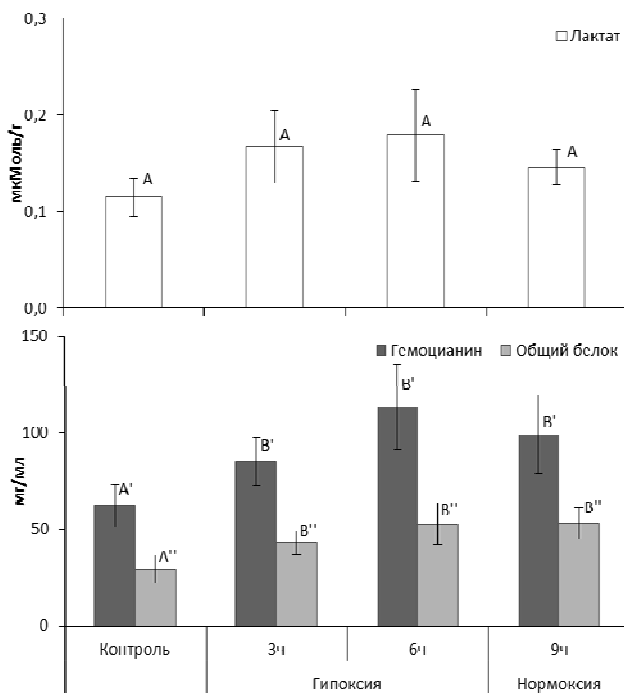 0,3
Лактат
0,2
мкМоль/г
A
A
A
A
0,1
0,0
150
Гемоцианин
Общий белок
B'
B'
100
B'
мг/мл
A'
B''
B''
50
B''
A''
0
Контроль
3ч
6ч
9ч
Гипоксия
Нормоксия